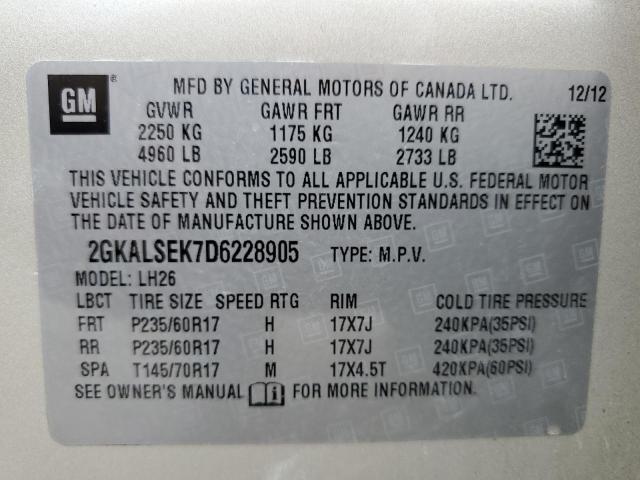 GM ®
MFD BY GENERAL MOTORS OF CANADA LTD. 12/12
GVWR GAWR FRT GAWR RR
2250 KG 1175 KG 1240 KG
4960 LB 2590 LB 2733 LB
THIS VEHICLE CONFORMS TO ALL APPLICABLE U.S. FEDERAL MOTOR
VEHICLE SAFETY AND THEFT PREVENTION STANDARDS IN EFFECT ON
THE DATE OF MANUFACTURE SHOWN ABOVE.
2GKALSEK7D6228905 TYPE: M.P.V.
MODEL: LH26
LBCT TIRE SIZE SPEED RTG RIM COLD TIRE PRESSURE
FRT P235/60R17 H 17X7J 240KPA(35PSI)
RR P235/60R17 H 17X7J 240KPA(35PSI)
SPA T145/70R17 M 17X4.5T 420KPA(60PSI)
SEE OWNER'S MANUAL i FOR MORE INFORMATION.